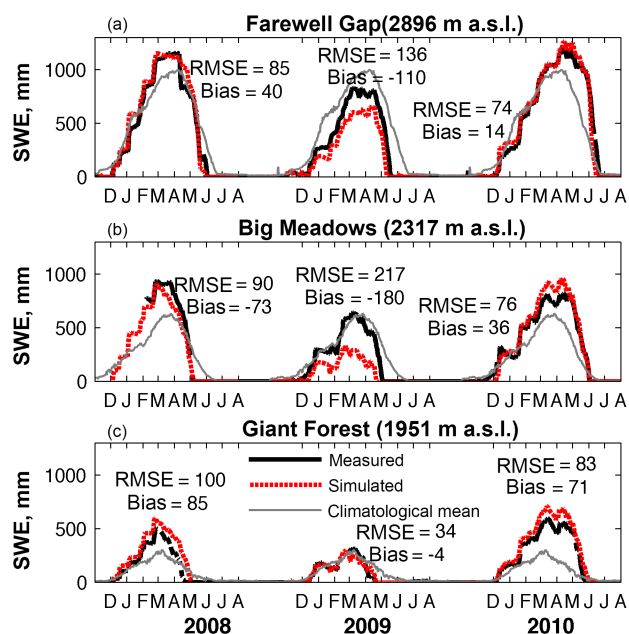 (a) Farewell Gap(2896 m a.s.l.)
SWE, mm
1000
500
0
RMSE = 85
Bias = 40
RMSE = 136
Bias = -110
RMSE = 74
Bias = 14
D J F M A M J J A D J F M A M J J A D J F M A M J J A
(b) Big Meadows (2317 m a.s.l.)
SWE, mm
1000
500
0
RMSE = 90
Bias = -73
RMSE = 217
Bias = -180
RMSE = 76
Bias = 36
D J F M A M J J A D J F M A M J J A D J F M A M J J A
(c) Giant Forest (1951 m a.s.l.)
SWE, mm
1000
500
0
RMSE = 100
Bias = 85
Measured
Simulated
Climatological mean
RMSE = 34
Bias = -4
RMSE = 83
Bias = 71
D J F M A M J J A D J F M A M J J A D J F M A M J J A
2008 2009 2010